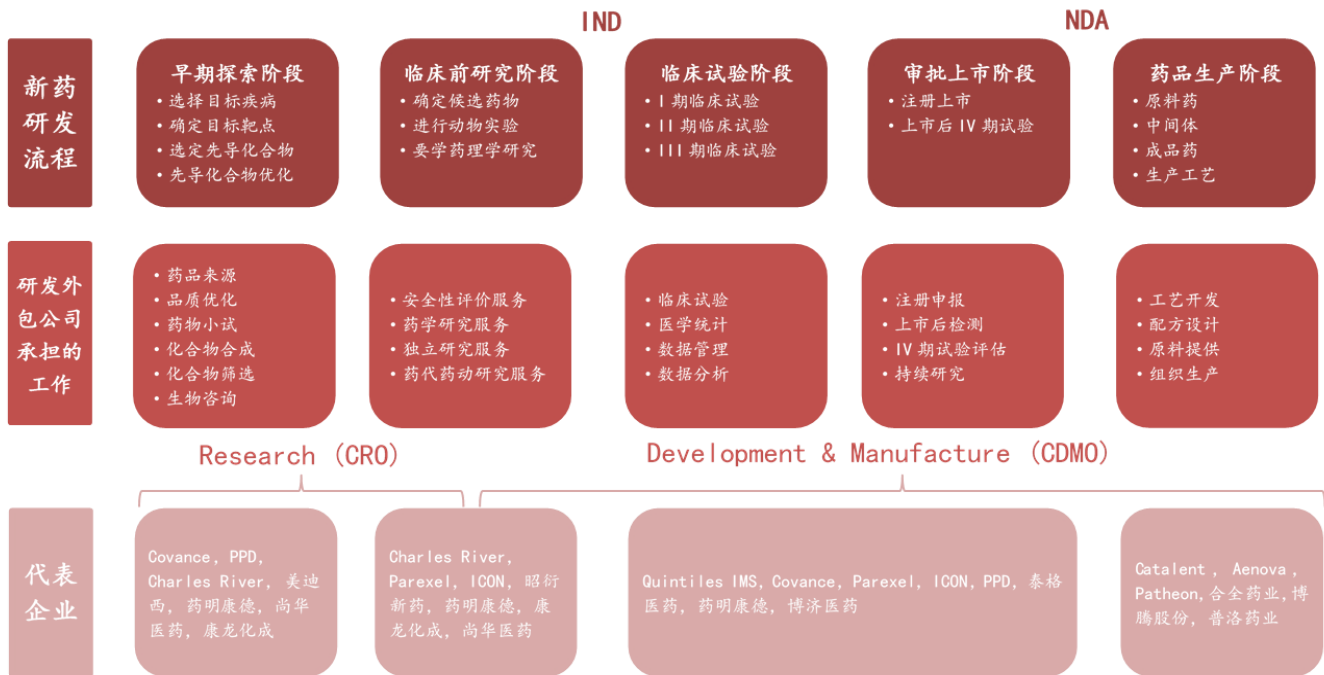 IND
NDA
新药
研发
流程
早期探索阶段
• 选择目标疾病
• 确定目标靶点
• 选定先导化合物
• 先导化合物优化
临床前研究阶段
• 确定候选药物
• 进行动物实验
• 要学药理学研究
临床试验阶段
• I 期临床试验
• II 期临床试验
• III 期临床试验
审批上市阶段
• 注册上市
• 上市后 IV 期试验
药品生产阶段
• 原料药
• 中间体
• 成品药
• 生产工艺
研发外
包公司
承担的
工作
• 药品来源
• 品质优化
• 药物小试
• 化合物合成
• 化合物筛选
• 生物咨询
• 安全性评价服务
• 药学研究服务
• 独立研究服务
• 药代药动研究服务
• 临床试验
• 医学统计
• 数据管理
• 数据分析
• 注册申报
• 上市后检测
• IV 期试验评估
• 持续研究
• 工艺开发
• 配方设计
• 原料提供
• 组织生产
Research (CRO)
Development & Manufacture (CDMO)
代表
企业
Covance, PPD,
Charles River, 美迪
西, 药明康德, 尚华
医药, 康龙化成
Charles River,
Parexel, ICON, 昭衍
新药, 药明康德, 康
龙化成, 尚华医药
Quintiles IMS, Covance, Parexel, ICON, PPD, 泰格
医药, 药明康德, 博济医药
Catalent , Aenova ,
Patheon, 合全药业, 博
腾股份, 普洛药业